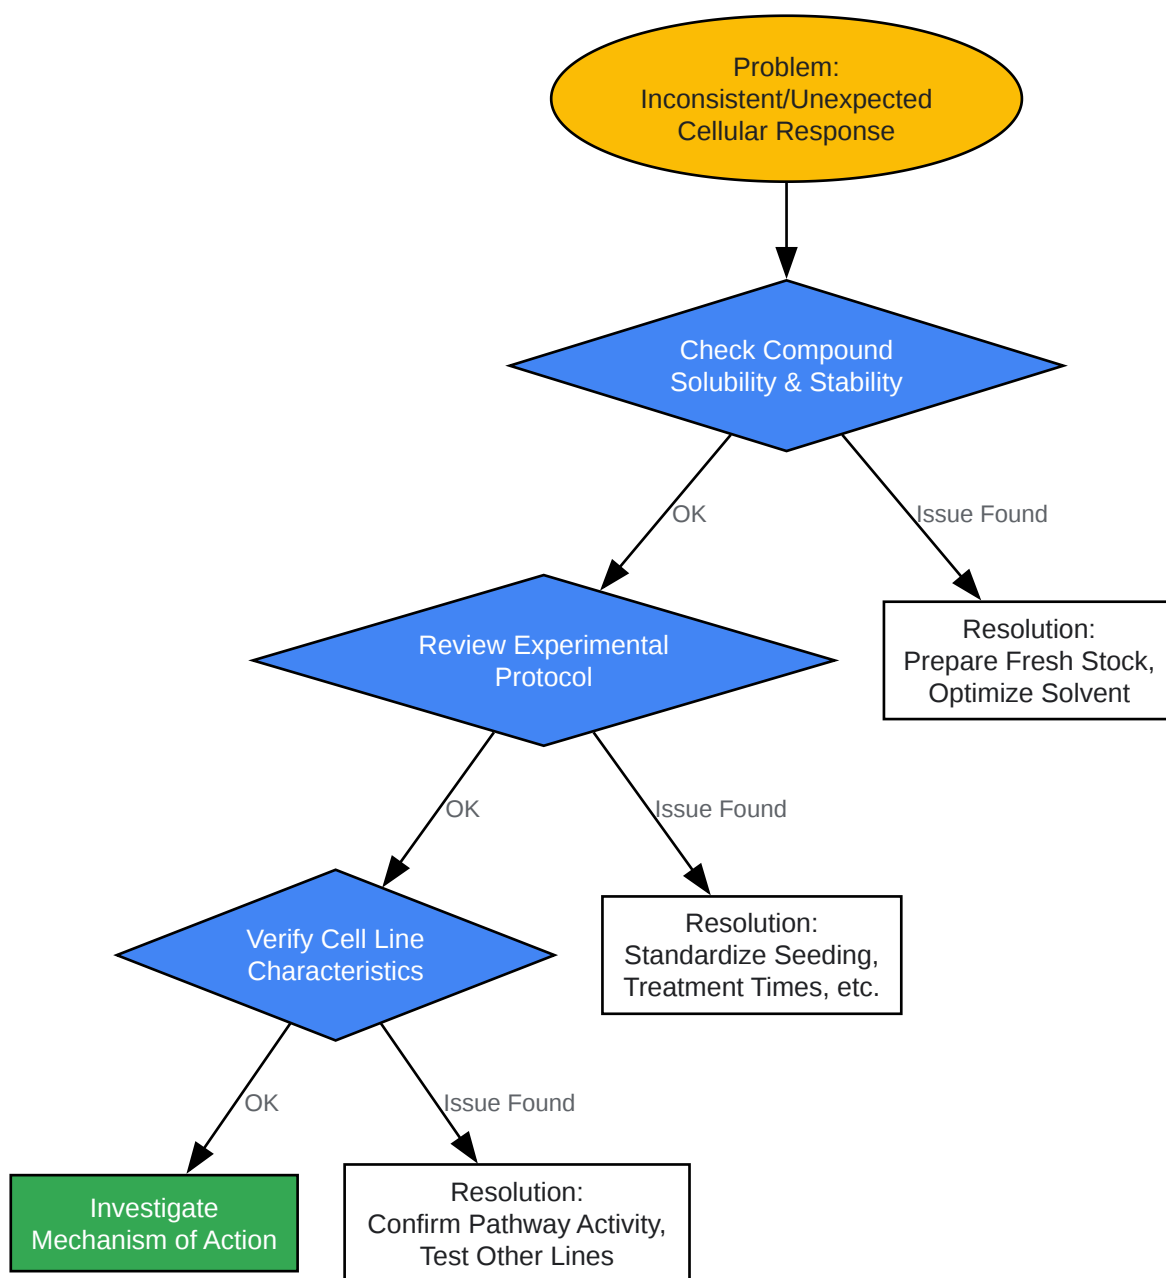 Problem:
Inconsistent/Unexpected
Cellular Response
Check Compound
Solubility & Stability
OK
Issue Found
Resolution:
Prepare Fresh Stock,
Optimize Solvent
Review Experimental
Protocol
OK
Issue Found
Resolution:
Standardize Seeding,
Treatment Times, etc.
Verify Cell Line
Characteristics
OK
Issue Found
Investigate
Mechanism of Action
Resolution:
Confirm Pathway Activity,
Test Other Lines